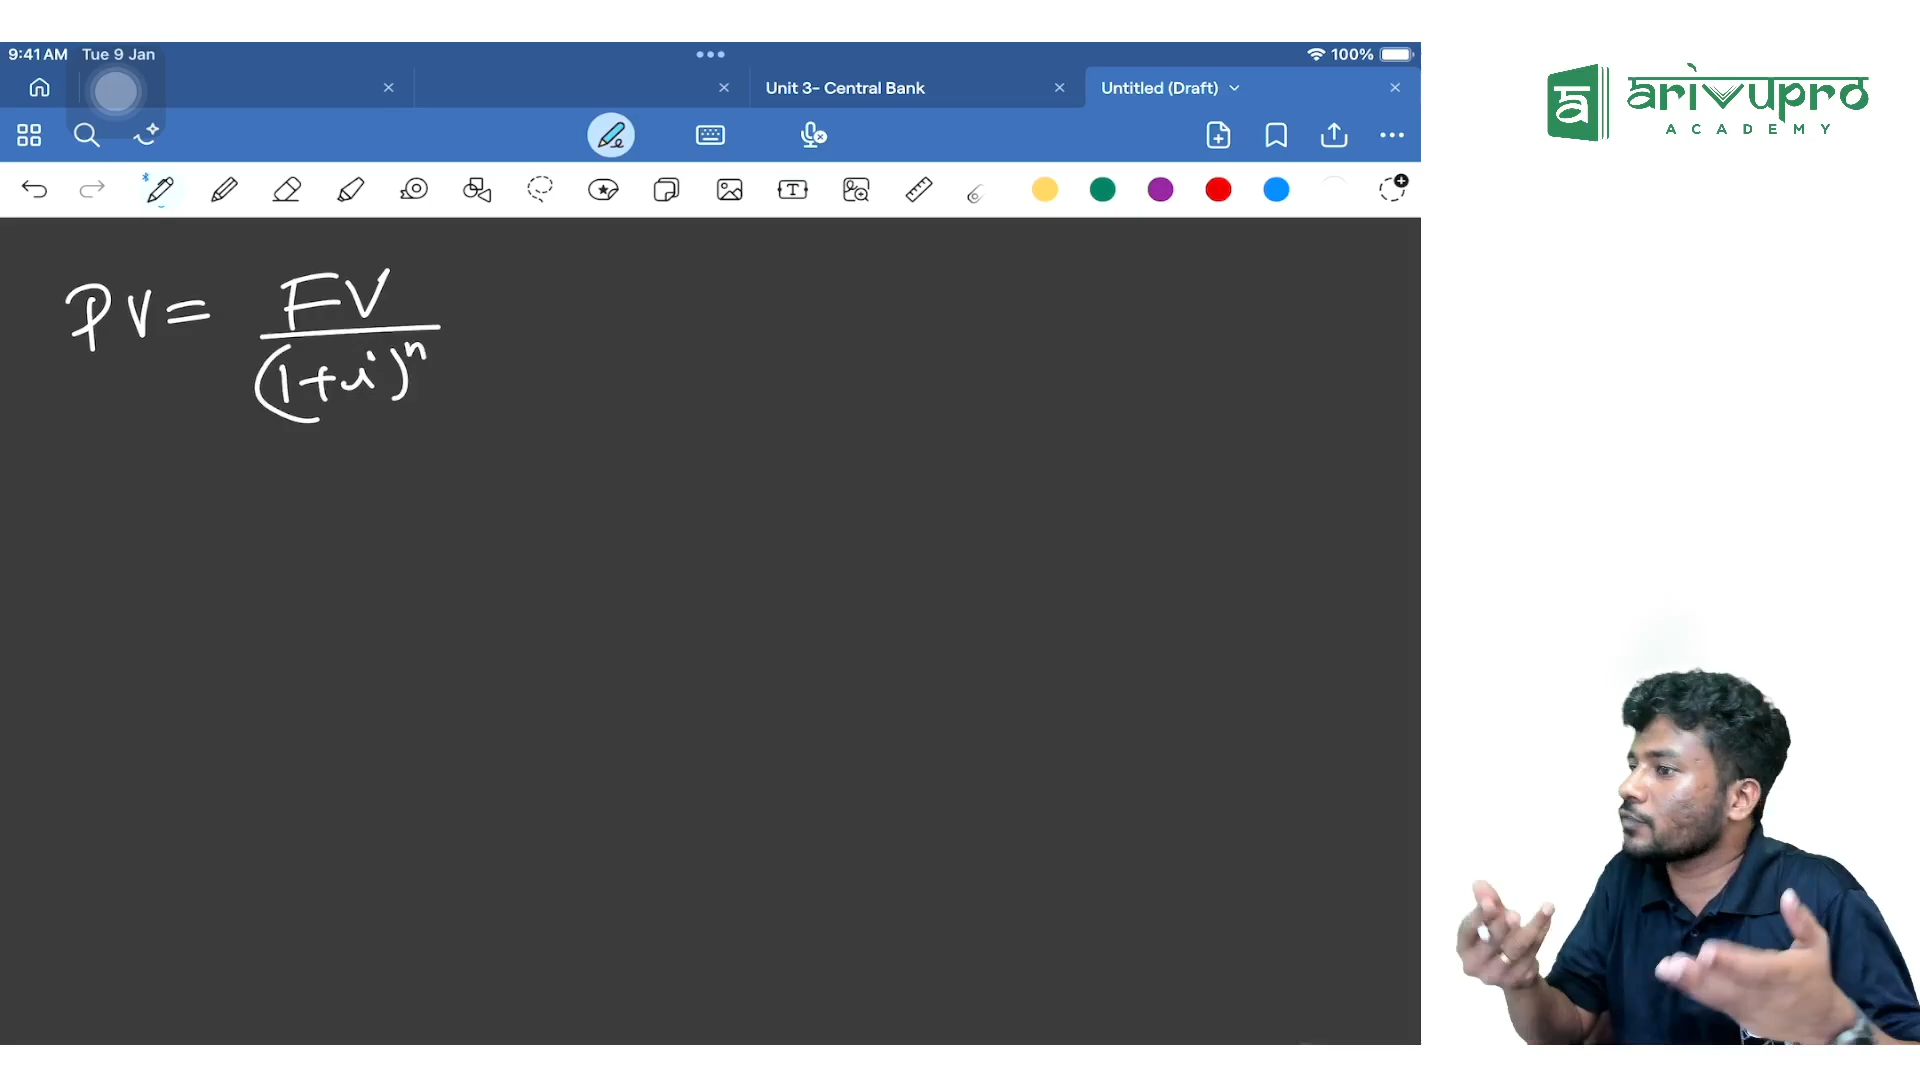 9:41 AM Tue 9 Jan
100%
Unit 3- Central Bank
Untitled (Draft)
arivupro
ACADEMY
PV = FV
(1+i)^n